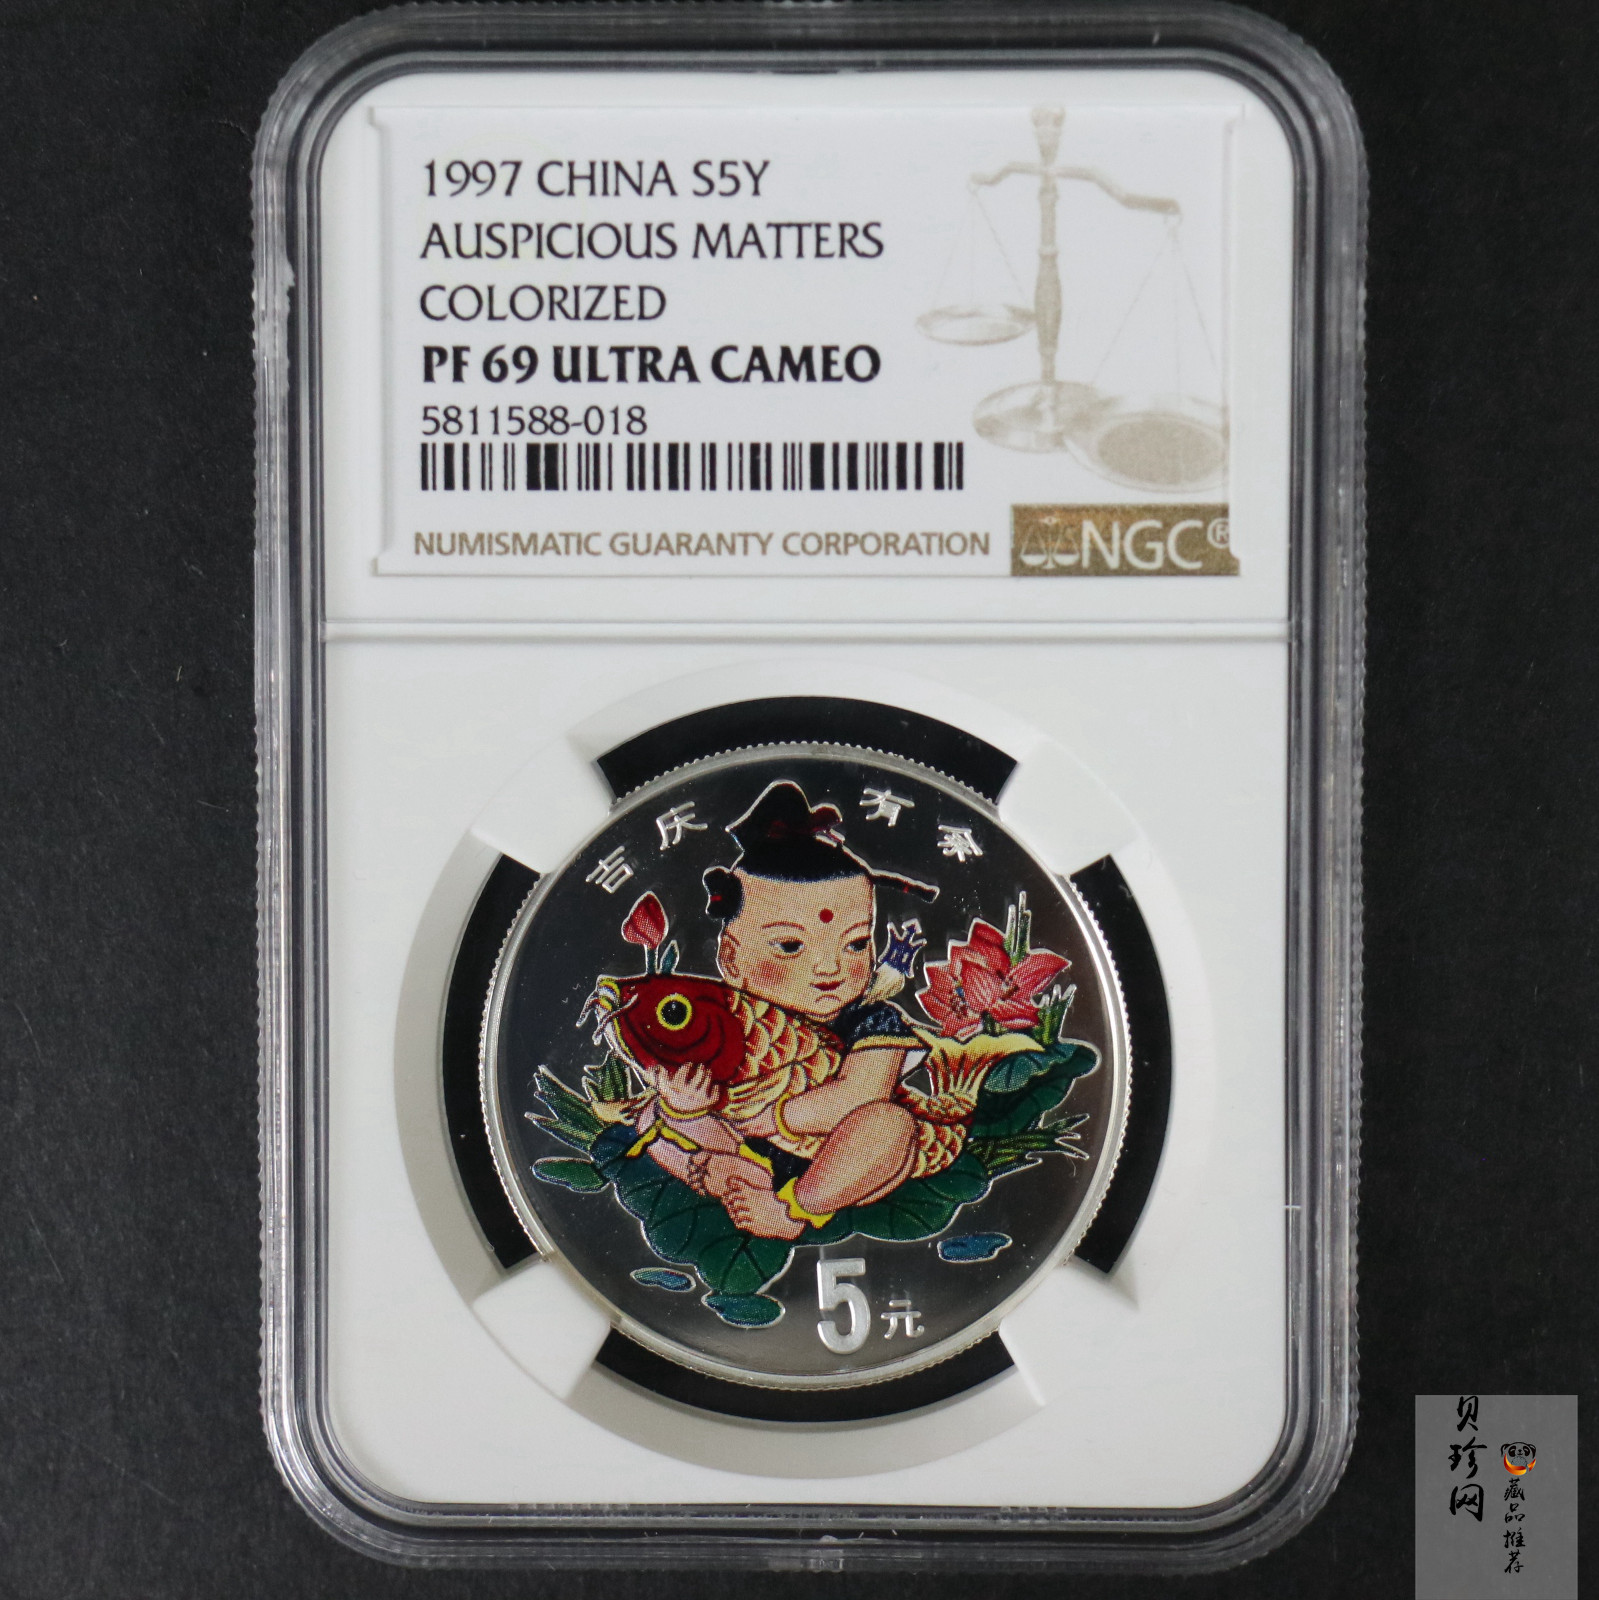 1997 CHINA S5Y
AUSPICIOUS MATTERS
COLORIZED
PF 69 ULTRA CAMEO
5811588-018
NUMISMATIC GUARANTY CORPORATION
NGC®
吉庆有余
5元
贝珍网
藏品推荐